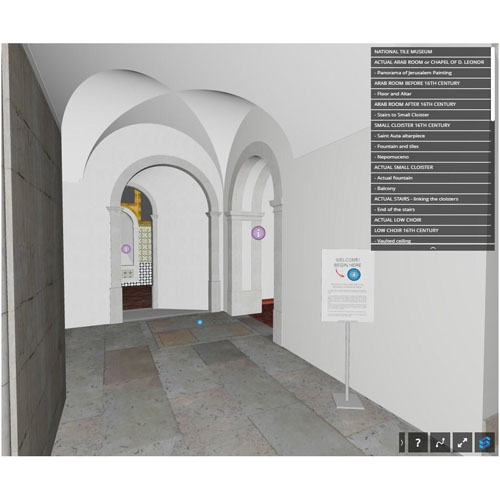 NATIONAL TILE MUSEUM
ACTUAL ARAB ROOM or CHAPEL OF D. LEONOR
- Panorama of Jerusalem Painting
ARAB ROOM BEFORE 16TH CENTURY
- Floor and Altar
ARAB ROOM AFTER 16TH CENTURY
- Stairs to Small Cloister
SMALL CLOISTER 16TH CENTURY
- Saint Auta altarpiece
- Fountain and tiles
- Nepomuceno
ACTUAL SMALL CLOISTER
- Actual fountain
- Balcony
ACTUAL STAIRS - linking the cloisters
- End of the stairs
ACTUAL LOW CHOIR
LOW CHOIR 16TH CENTURY
- Vaulted ceiling
WELCOME!
BEGIN HERE
i
?